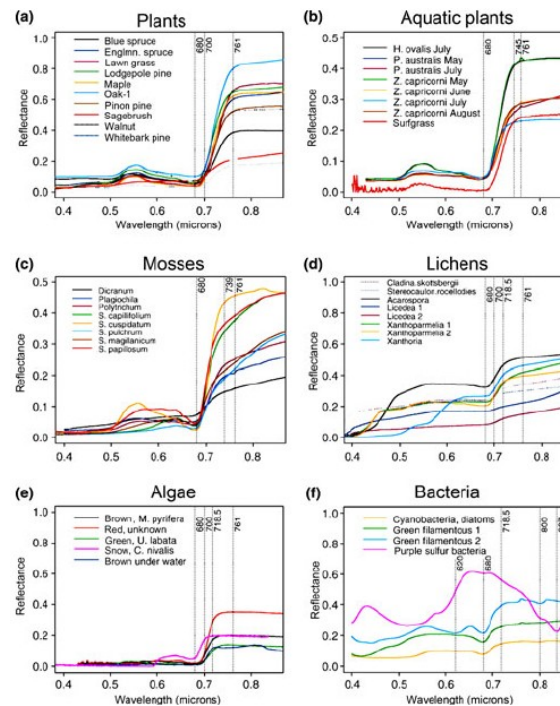 (a) Plants
Reflectance
1.0
0.8
0.6
0.4
0.2
0.0
Blue spruce
Englmn. spruce
Lawn grass
Lodgepole pine
Maple
Oak-1
Pinon pine
Sagebrush
Walnut
Whitebark pine
680
700
761
0.4 0.5 0.6 0.7 0.8
Wavelength (microns)
(b) Aquatic plants
Reflectance
0.5
0.4
0.3
0.2
0.1
0.0
H. ovalis July
P. australis May
P. australis July
Z. capricorni May
Z. capricorni June
Z. capricorni August
Surfgrass
680
745
761
0.4 0.5 0.6 0.7 0.8
Wavelength (microns)
(c) Mosses
Reflectance
0.5
0.4
0.3
0.2
0.1
0.0
Dicranum
Plagiochila
Polytrichum
S. capillifolium
S. cuspdatum
S. pulchrum
S. magilanicum
S. papilosum
680
739
761
0.4 0.5 0.6 0.7 0.8
Wavelength (microns)
(d) Lichens
Reflectance
1.0
0.8
0.6
0.4
0.2
0.0
Cladina.skotsbergii
Acarospora
Licedea 1
Licedea 2
Xanthoparmelia 1
Xanthoparmelia 2
Xanthoria
680
700
718.5
761
0.4 0.5 0.6 0.7 0.8
Wavelength (microns)
(e) Algae
Reflectance
1.0
0.8
0.6
0.4
0.2
0.0
Brown, M. pyrifera
Red, unknown
Green, U. labata
Snow, C. nivalis
Brown under water
680
700
718.5
761
0.4 0.5 0.6 0.7 0.8
Wavelength (microns)
(f) Bacteria
Reflectance
1.0
0.8
0.6
0.4
0.2
0.0
Cyanobacteria, diatoms
Green filamentous 1
Green filamentous 2
Purple sulfur bacteria
620
680
718.5
800
0.4 0.5 0.6 0.7 0.8
Wavelength (microns)